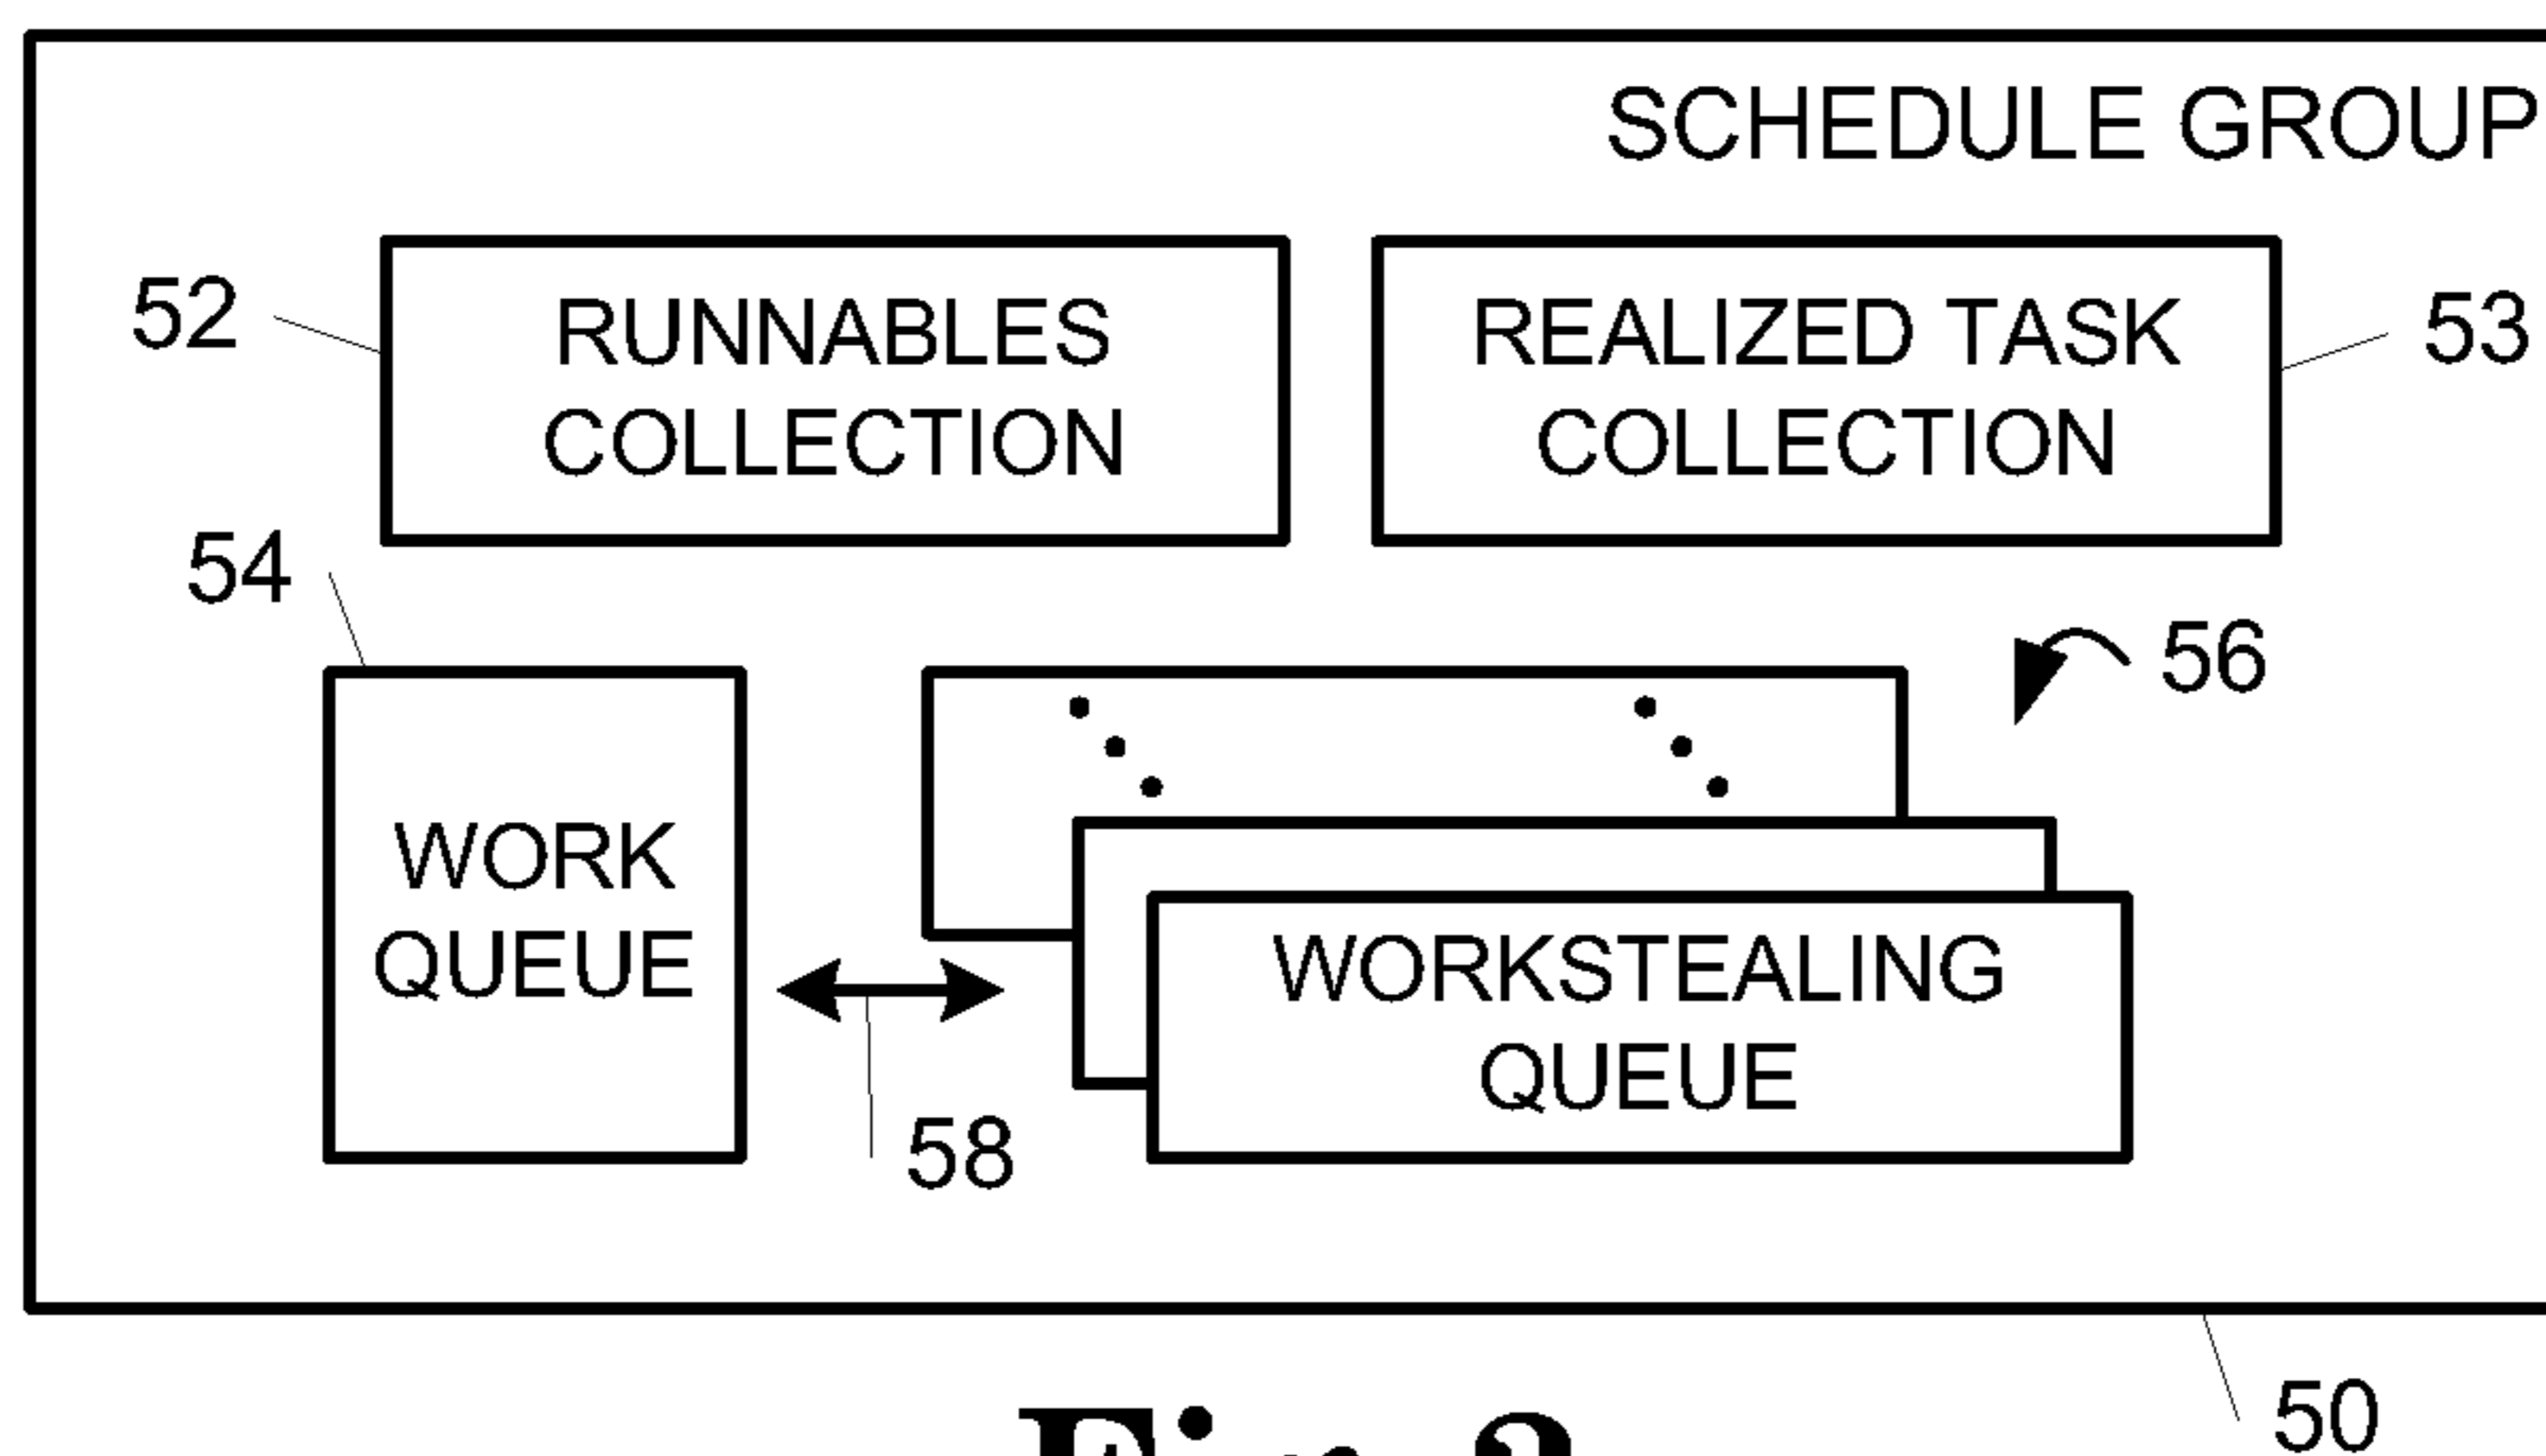 SCHEDULE GROUP
52
RUNNABLES
COLLECTION
REALIZED TASK
COLLECTION
53
54
56
WORK
QUEUE
WORKSTEALING
QUEUE
58
50